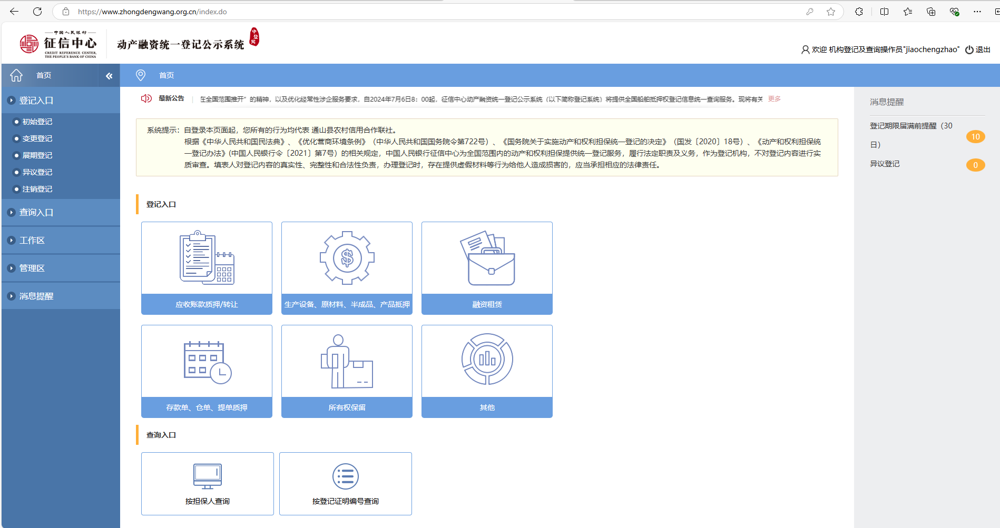 https://www.zhongdengwang.org.cn/index.do
中国人民银行
征信中心
CREDIT REFERENCE CENTER,
THE PEOPLE'S BANK OF CHINA
动产融资统一登记公示系统
中登网
欢迎 机构登记及查询操作员"jiaochengzhao"
退出
首页
首页
登记入口
初始登记
变更登记
展期登记
异议登记
注销登记
查询入口
工作区
管理区
消息提醒
最新公告
在全国范围推开”的精神，以及优化经常性涉企服务要求，自2024年7月6日8：00起，征信中心动产融资统一登记公示系统（以下简称登记系统）将提供全国船舶抵押权登记信息统一查询服务。现将有关
更多
系统提示：自登录本页面起，您所有的行为均代表 通山县农村信用合作联社。
根据《中华人民共和国民法典》、《优化营商环境条例》（中华人民共和国国务院令第722号）、《国务院关于实施动产和权利担保统一登记的决定》（国发〔2020〕18号）、《动产和权利担保统
一登记办法》(中国人民银行令〔2021〕第7号）的相关规定，中国人民银行征信中心为全国范围内的动产和权利担保提供统一登记服务，履行法定职责及义务，作为登记机构，不对登记内容进行实
质审查。填表人对登记内容的真实性、完整性和合法性负责，办理登记时，存在提供虚假材料等行为给他人造成损害的，应当承担相应的法律责任。
登记入口
应收账款质押/转让
生产设备、原材料、半成品、产品抵押
融资租赁
存款单、仓单、提单质押
所有权保留
其他
查询入口
按担保人查询
按登记证明编号查询
消息提醒
登记期限届满前提醒（30
日）
10
异议登记
0